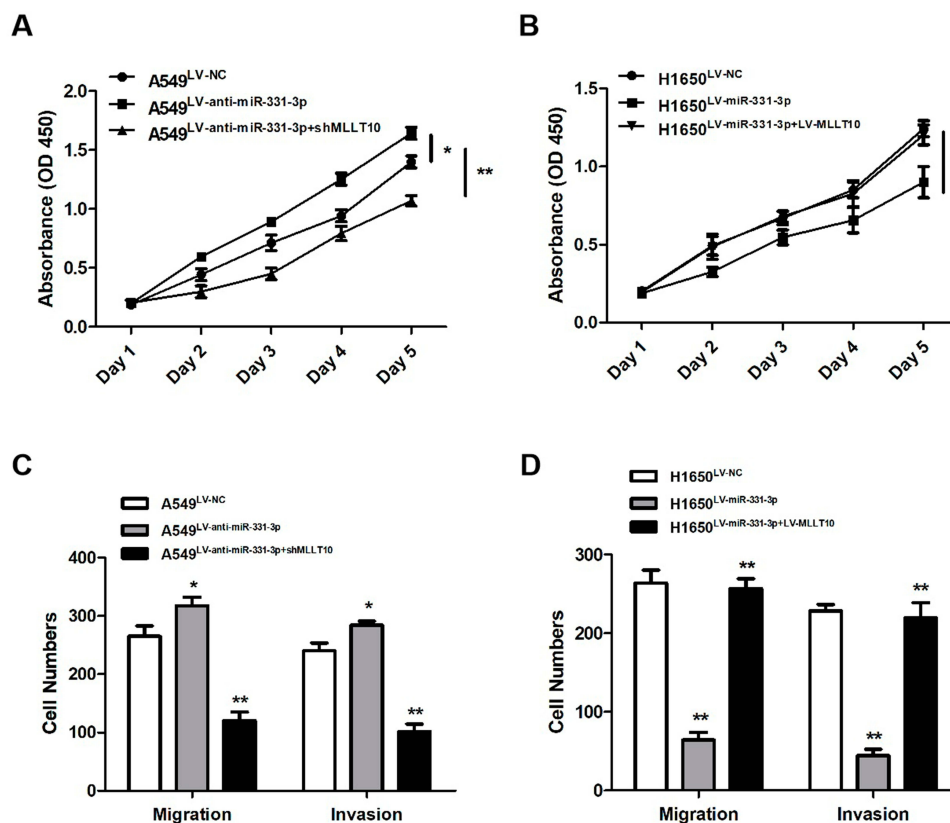 A
A549LV-NC
A549LV-anti-miR-331-3p
A549LV-anti-miR-331-3p+shMLLT10
Absorbance (OD 450)
2.0
1.5
1.0
0.5
0.0
*
**
Day 1
Day 2
Day 3
Day 4
Day 5
B
H1650LV-NC
H1650LV-miR-331-3p
H1650LV-miR-331-3p+LV-MLLT10
Absorbance (OD 450)
1.5
1.0
0.5
0.0
Day 1
Day 2
Day 3
Day 4
Day 5
C
A549LV-NC
A549LV-anti-miR-331-3p
A549LV-anti-miR-331-3p+shMLLT10
Cell Numbers
400
300
200
100
0
*
**
*
**
Migration
Invasion
D
H1650LV-NC
H1650LV-miR-331-3p
H1650LV-miR-331-3p+LV-MLLT10
Cell Numbers
300
200
100
0
**
**
**
**
Migration
Invasion